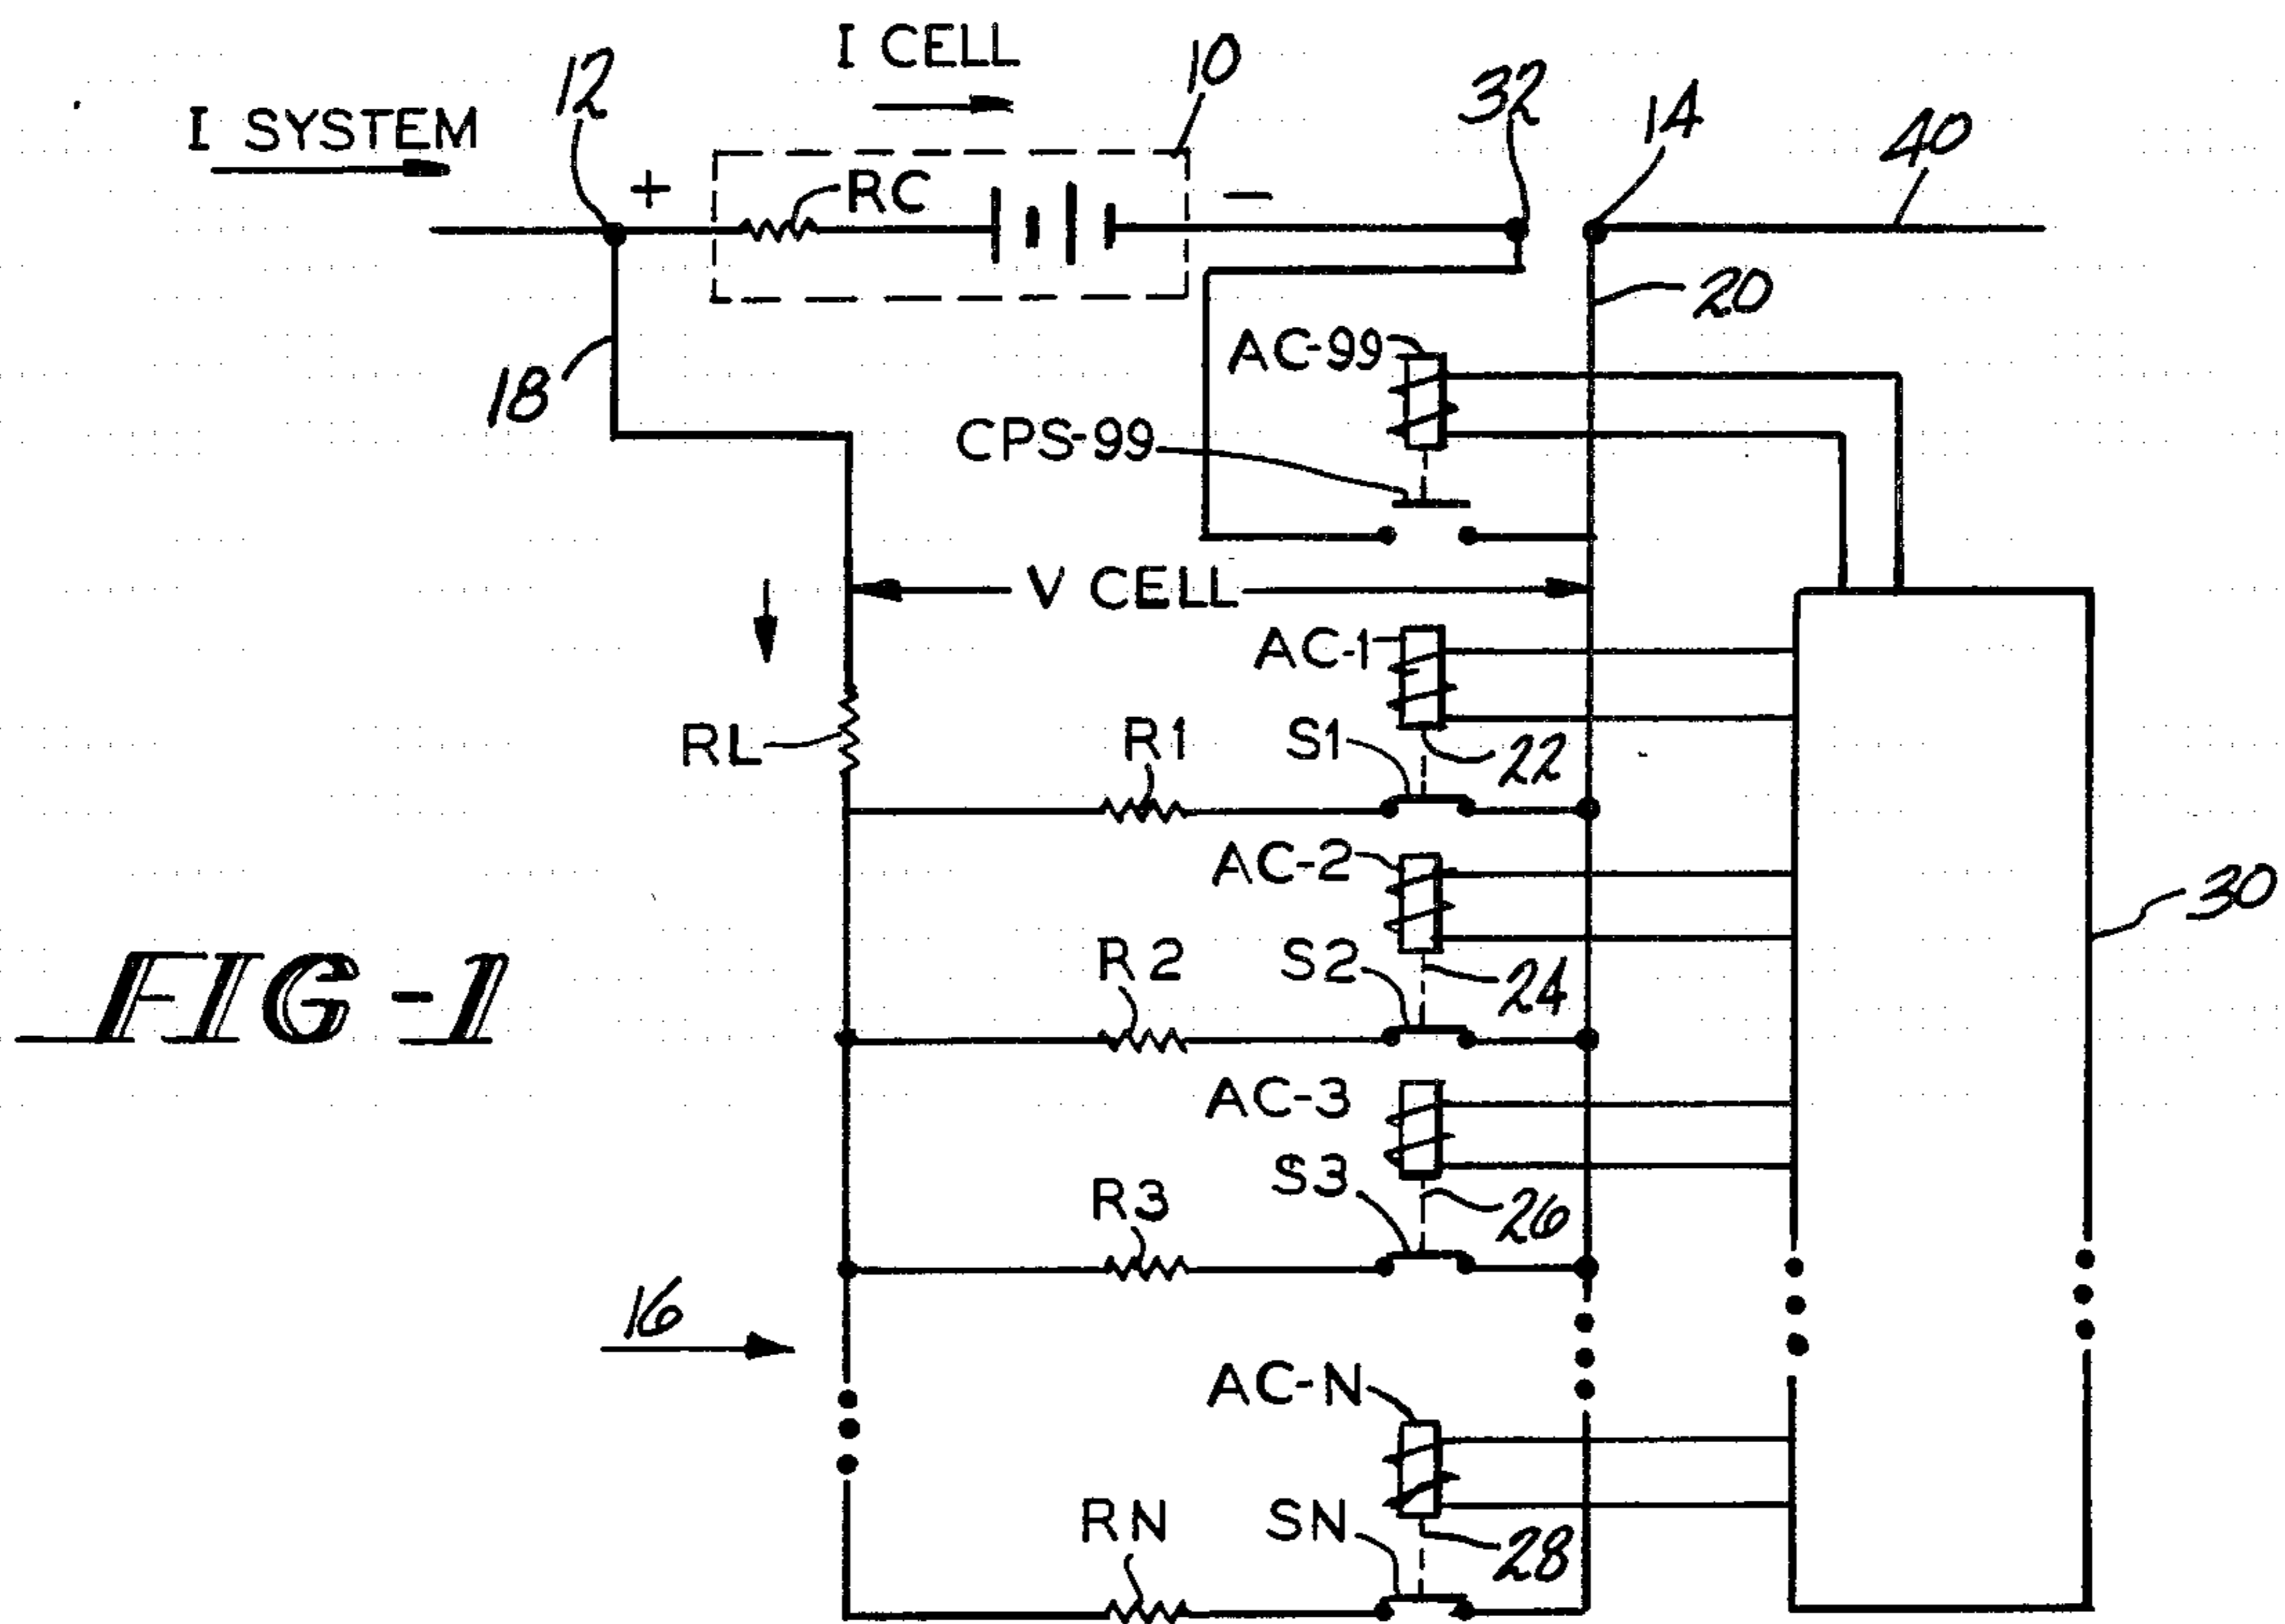 I CELL
10
12
32
14
40
I SYSTEM
+
RC
−
20
AC-99
18
CPS-99
V CELL
AC-1
RL
R1
S1
22
AC-2
30
R2
S2
24
FIG-1
AC-3
R3
S3
26
16
AC-N
RN
SN
28